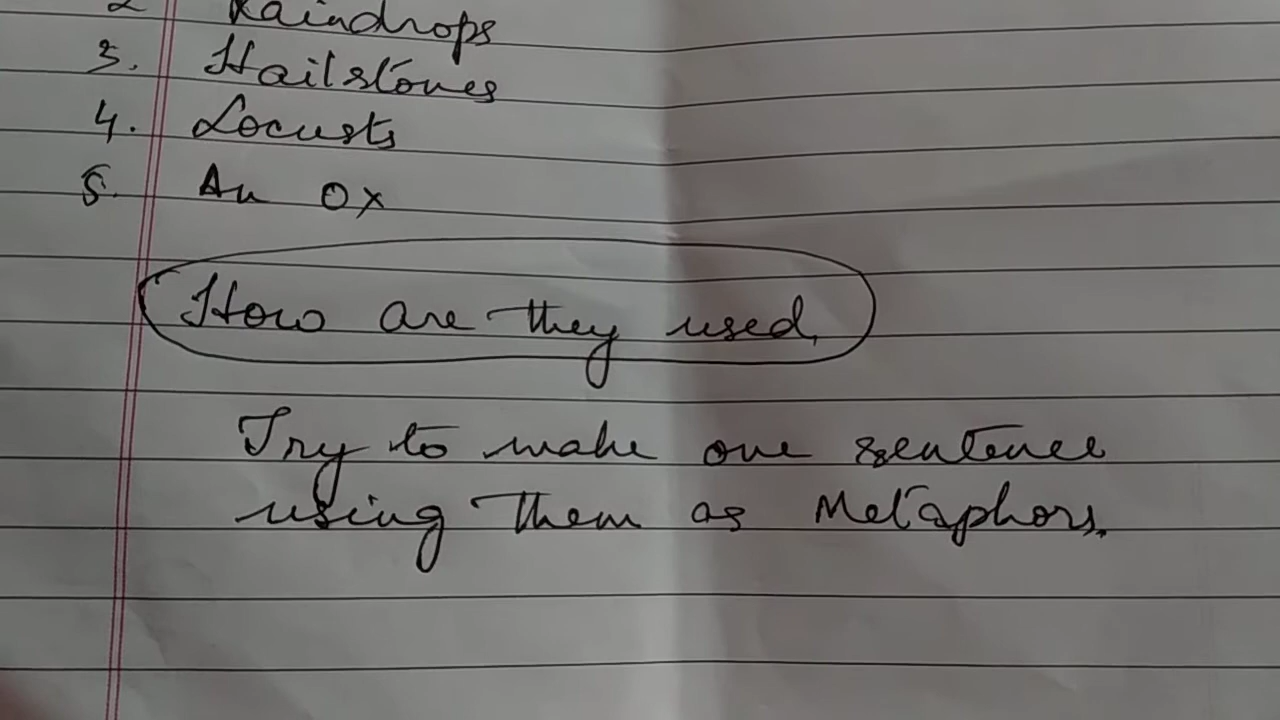 2 Raindrops
3. Hailstones
4. Locusts
5. An ox
How are they used.
Try to make one sentence
using them as Metaphors.